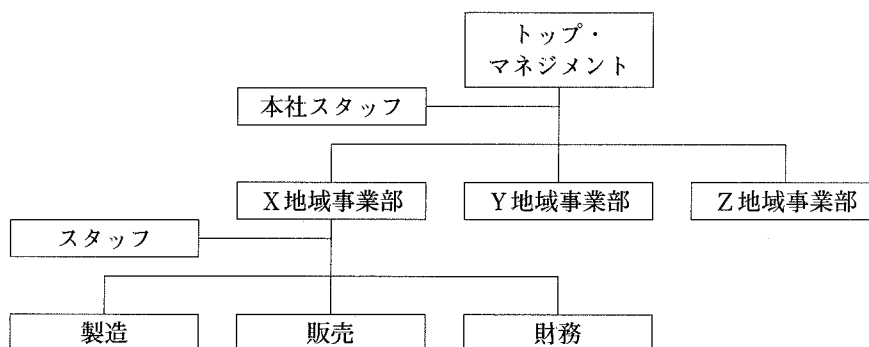 トップ・
マネジメント
本社スタッフ
X地域事業部
Y地域事業部
Z地域事業部
スタッフ
製造
販売
財務